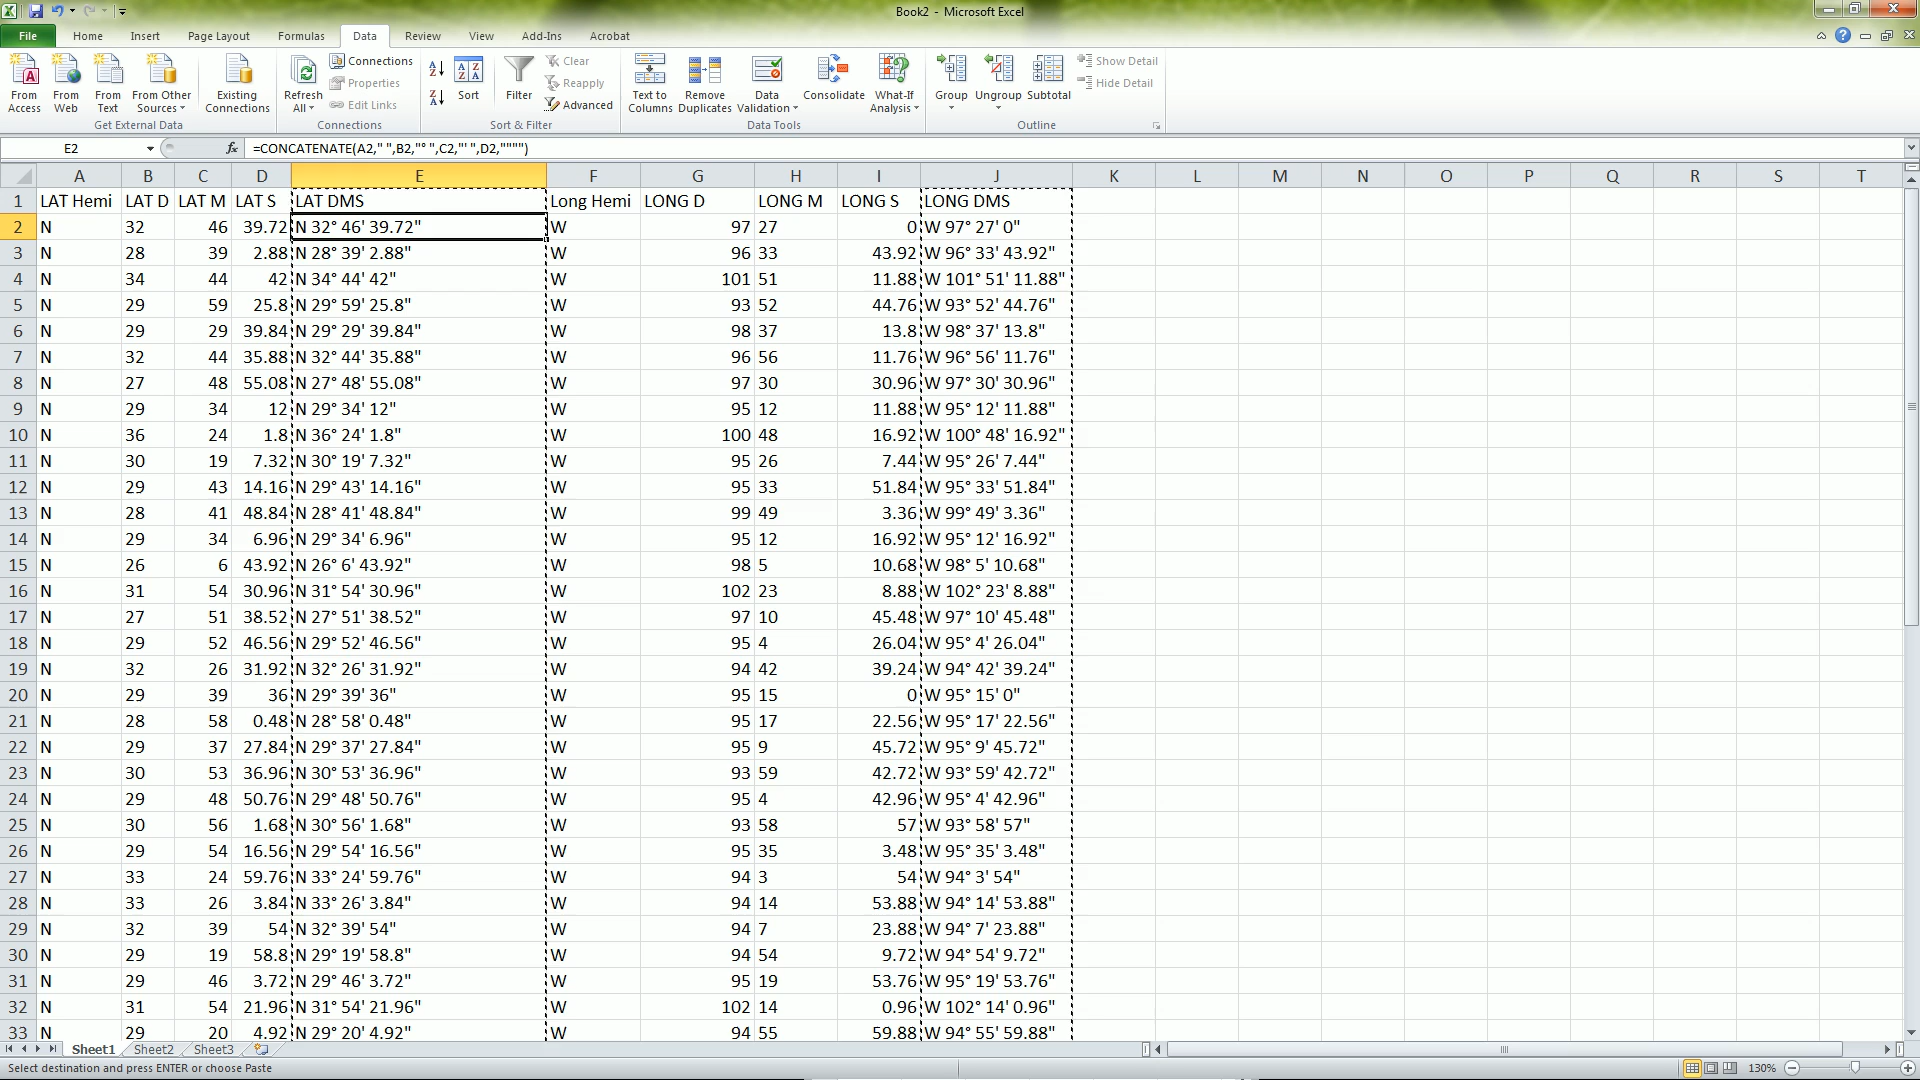 Book2 - Microsoft Excel
File Home Insert Page Layout Formulas Data Review View Add-Ins Acrobat
From Access From Web From Text From Other Sources Existing Connections Refresh All Connections Properties Edit Links Sort Filter Clear Reapply Advanced Text to Columns Remove Duplicates Data Validation Consolidate What-If Analysis Group Ungroup Subtotal Show Detail Hide Detail
Get External Data Connections Sort & Filter Data Tools Outline
E2 fx =CONCATENATE(A2," ",B2,"° ",C2,"' ",D2,"""")
A B C D E F G H I J K L M N O P Q R S T
1 LAT Hemi LAT D LAT M LAT S LAT DMS Long Hemi LONG D LONG M LONG S LONG DMS
2 N 32 46 39.72 N 32° 46' 39.72" W 97 27 0 W 97° 27' 0"
3 N 28 39 2.88 N 28° 39' 2.88" W 96 33 43.92 W 96° 33' 43.92"
4 N 34 44 42 N 34° 44' 42" W 101 51 11.88 W 101° 51' 11.88"
5 N 29 59 25.8 N 29° 59' 25.8" W 93 52 44.76 W 93° 52' 44.76"
6 N 29 29 39.84 N 29° 29' 39.84" W 98 37 13.8 W 98° 37' 13.8"
7 N 32 44 35.88 N 32° 44' 35.88" W 96 56 11.76 W 96° 56' 11.76"
8 N 27 48 55.08 N 27° 48' 55.08" W 97 30 30.96 W 97° 30' 30.96"
9 N 29 34 12 N 29° 34' 12" W 95 12 11.88 W 95° 12' 11.88"
10 N 36 24 1.8 N 36° 24' 1.8" W 100 48 16.92 W 100° 48' 16.92"
11 N 30 19 7.32 N 30° 19' 7.32" W 95 26 7.44 W 95° 26' 7.44"
12 N 29 43 14.16 N 29° 43' 14.16" W 95 33 51.84 W 95° 33' 51.84"
13 N 28 41 48.84 N 28° 41' 48.84" W 99 49 3.36 W 99° 49' 3.36"
14 N 29 34 6.96 N 29° 34' 6.96" W 95 12 16.92 W 95° 12' 16.92"
15 N 26 6 43.92 N 26° 6' 43.92" W 98 5 10.68 W 98° 5' 10.68"
16 N 31 54 30.96 N 31° 54' 30.96" W 102 23 8.88 W 102° 23' 8.88"
17 N 27 51 38.52 N 27° 51' 38.52" W 97 10 45.48 W 97° 10' 45.48"
18 N 29 52 46.56 N 29° 52' 46.56" W 95 4 26.04 W 95° 4' 26.04"
19 N 32 26 31.92 N 32° 26' 31.92" W 94 42 39.24 W 94° 42' 39.24"
20 N 29 39 36 N 29° 39' 36" W 95 15 0 W 95° 15' 0"
21 N 28 58 0.48 N 28° 58' 0.48" W 95 17 22.56 W 95° 17' 22.56"
22 N 29 37 27.84 N 29° 37' 27.84" W 95 9 45.72 W 95° 9' 45.72"
23 N 30 53 36.96 N 30° 53' 36.96" W 93 59 42.72 W 93° 59' 42.72"
24 N 29 48 50.76 N 29° 48' 50.76" W 95 4 42.96 W 95° 4' 42.96"
25 N 30 56 1.68 N 30° 56' 1.68" W 93 58 57 W 93° 58' 57"
26 N 29 54 16.56 N 29° 54' 16.56" W 95 35 3.48 W 95° 35' 3.48"
27 N 33 24 59.76 N 33° 24' 59.76" W 94 3 54 W 94° 3' 54"
28 N 33 26 3.84 N 33° 26' 3.84" W 94 14 53.88 W 94° 14' 53.88"
29 N 32 39 54 N 32° 39' 54" W 94 7 23.88 W 94° 7' 23.88"
30 N 29 19 58.8 N 29° 19' 58.8" W 94 54 9.72 W 94° 54' 9.72"
31 N 29 46 3.72 N 29° 46' 3.72" W 95 19 53.76 W 95° 19' 53.76"
32 N 31 54 21.96 N 31° 54' 21.96" W 102 14 0.96 W 102° 14' 0.96"
33 N 29 20 4.92 N 29° 20' 4.92" W 94 55 59.88 W 94° 55' 59.88"
Sheet1 Sheet2 Sheet3
Select destination and press ENTER or choose Paste 130%